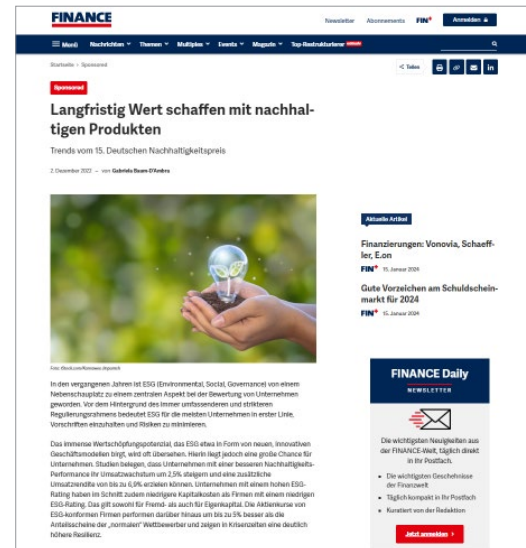 FINANCE
Newsletter Abonnements FIN+ Anmelden
Menü Nachrichten Themen Multiples Events Magazin Top-Restrukturierer
Startseite > Sponsored
Teilen
Sponsored
Langfristig Wert schaffen mit nachhal-
tigen Produkten
Trends vom 15. Deutschen Nachhaltigkeitspreis
2. Dezember 2022 – von Gabriela Baum-D'Ambra
In den vergangenen Jahren ist ESG (Environmental, Social, Governance) von einem
Nebenschauplatz zu einem zentralen Aspekt bei der Bewertung von Unternehmen
geworden. Vor dem Hintergrund des immer umfassenderen und strikteren
Regulierungsrahmens bedeutet ESG für die meisten Unternehmen in erster Linie,
Vorschriften einzuhalten und Risiken zu minimieren.
Das immense Wertschöpfungspotenzial, das ESG etwa in Form von neuen, innovativen
Geschäftsmodellen birgt, wird oft übersehen. Hierin liegt jedoch eine große Chance für
Unternehmen. Studien belegen, dass Unternehmen mit einer besseren Nachhaltigkeits-
Performance ihr Umsatzwachstum um 2,5% steigern und eine zusätzliche
Umsatzrendite von bis zu 6,9% erzielen können. Unternehmen mit einem hohen ESG-
Rating haben im Schnitt zudem niedrigere Kapitalkosten als Firmen mit einem niedrigen
ESG-Rating. Das gilt sowohl für Fremd- als auch für Eigenkapital. Die Aktienkurse von
ESG-konformen Firmen performen darüber hinaus um bis zu 5% besser als die
Anteilsscheine der „normalen" Wettbewerber und zeigen in Krisenzeiten eine deutlich
höhere Resilienz.
Aktuelle Artikel
Finanzierungen: Vonovia, Schaeff-
ler, E.on
FIN+ 15. Januar 2024
Gute Vorzeichen am Schuldschein-
markt für 2024
FIN+ 15. Januar 2024
FINANCE Daily
NEWSLETTER
Die wichtigsten Neuigkeiten aus
der FINANCE-Welt, täglich direkt
in Ihr Postfach.
Die wichtigsten Geschehnisse
der Finanzwelt
Täglich kompakt in Ihr Postfach
Kuratiert von der Redaktion
Jetzt anmelden >